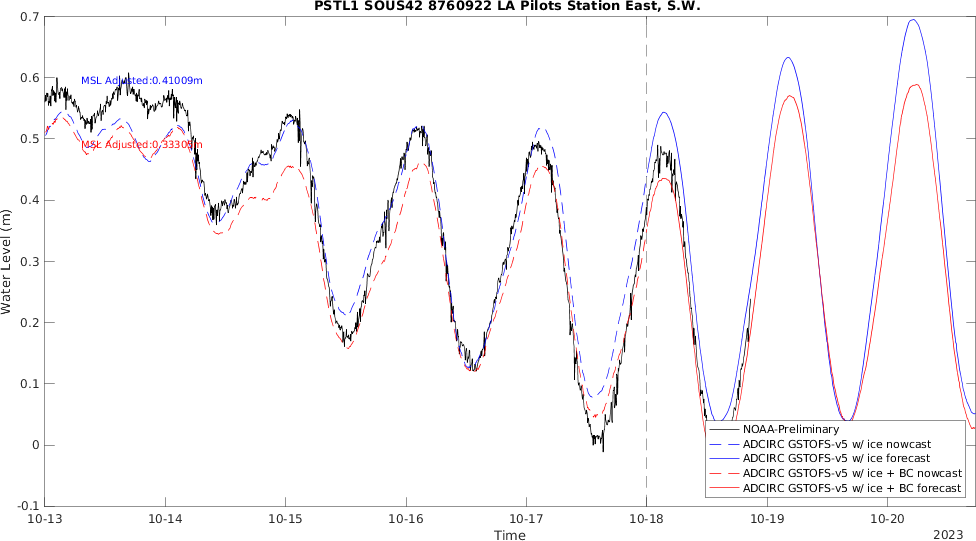 PSTL1 SOUS42 8760922 LA Pilots Station East, S.W.
0.7
0.6
0.5
0.4
0.3
0.2
0.1
0
-0.1
Water Level (m)
MSL Adjusted:0.41009m
MSL Adjusted:0.33305m
NOAA-Preliminary
ADCIRC GSTOFS-v5 w/ ice nowcast
ADCIRC GSTOFS-v5 w/ ice forecast
ADCIRC GSTOFS-v5 w/ ice + BC nowcast
ADCIRC GSTOFS-v5 w/ ice + BC forecast
10-13 10-14 10-15 10-16 10-17 10-18 10-19 10-20
Time
2023